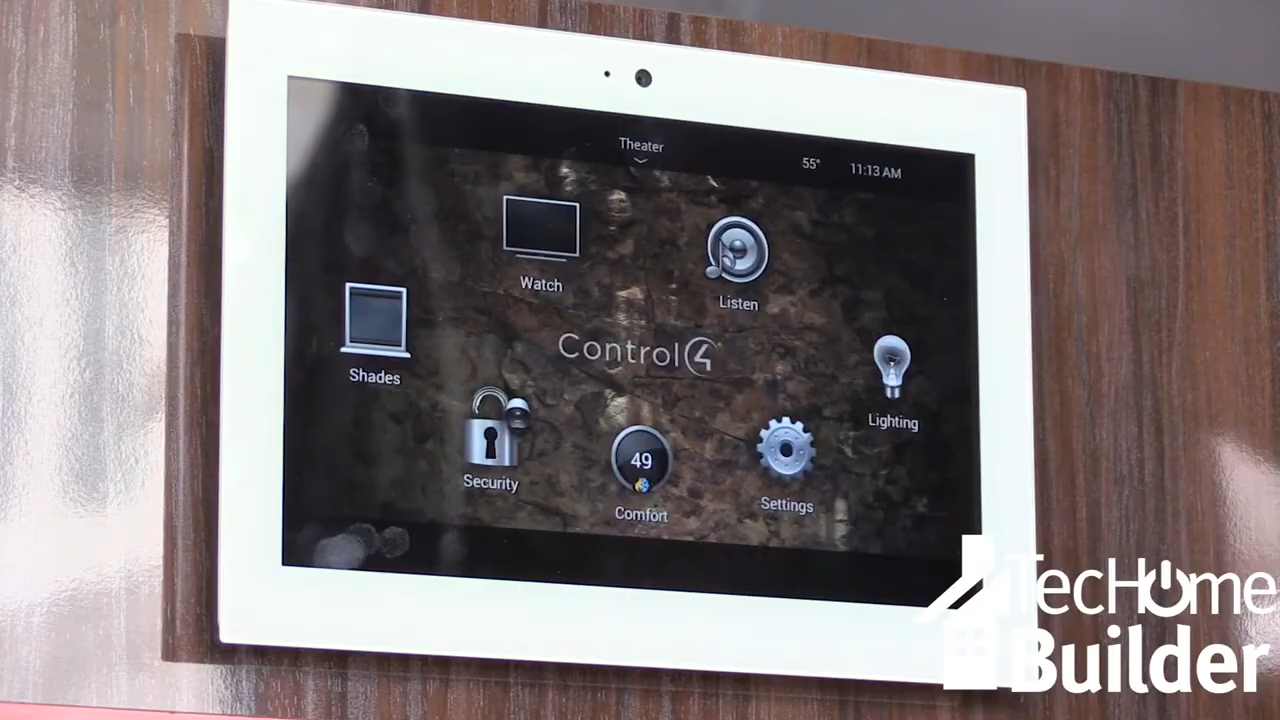 Theater
55°
11:13 AM
Watch
Listen
Shades
Control4
Lighting
Security
49
Comfort
Settings
TecHome
Builder